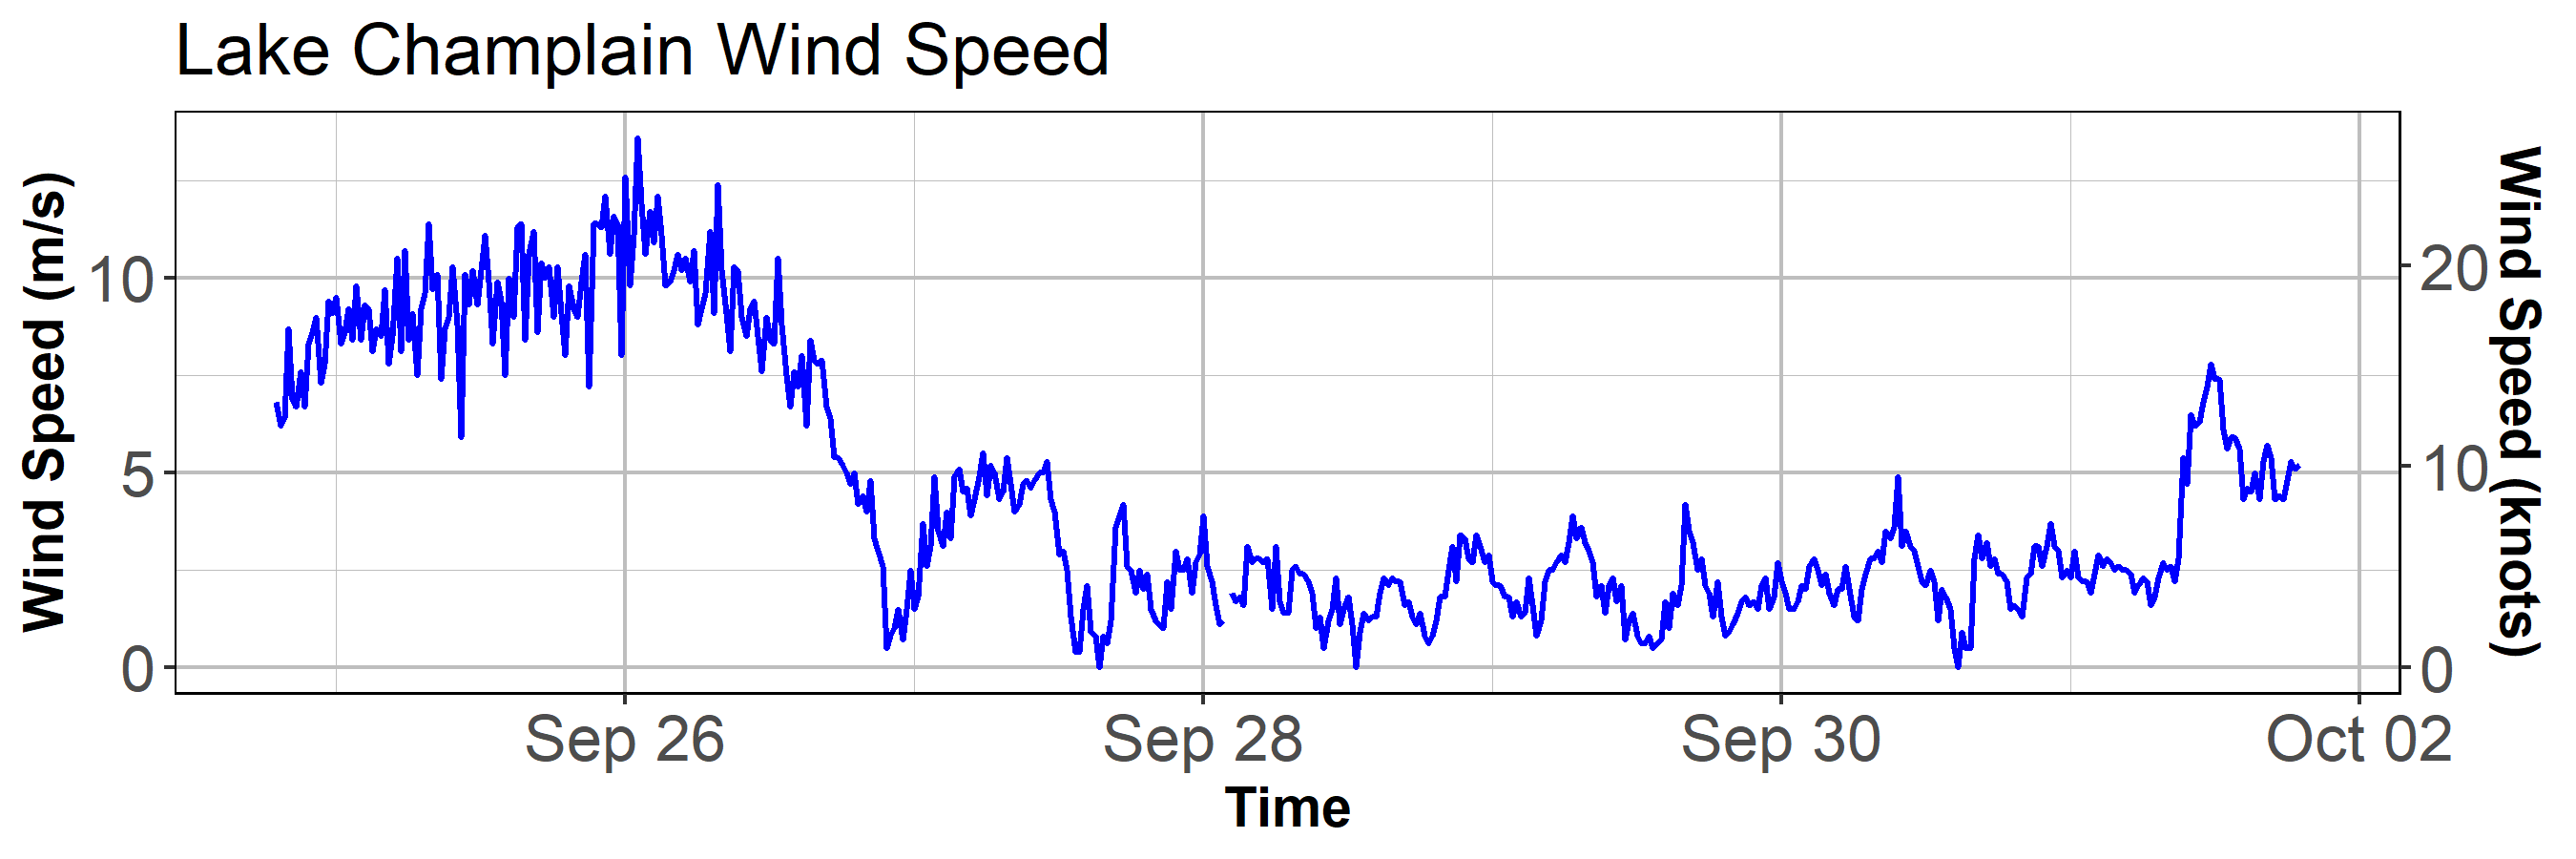 Lake Champlain Wind Speed
Wind Speed (m/s)
10
5
0
20
10
0
Wind Speed (knots)
Sep 26
Sep 28
Sep 30
Oct 02
Time